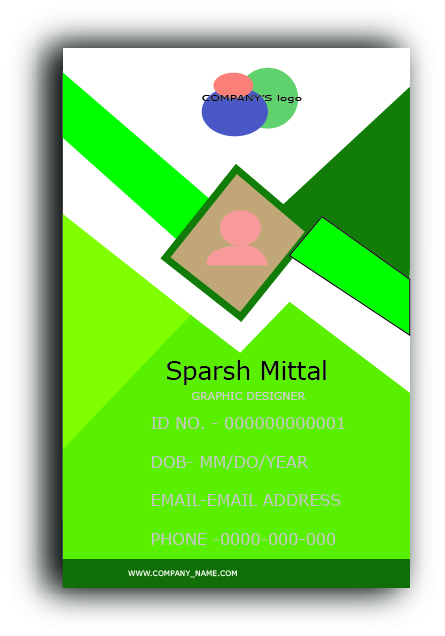 COMPANY'S logo
Sparsh Mittal
GRAPHIC DESIGNER
ID NO. - 000000000001
DOB- MM/DO/YEAR
EMAIL-EMAIL ADDRESS
PHONE -0000-000-000
WWW.COMPANY_NAME.COM